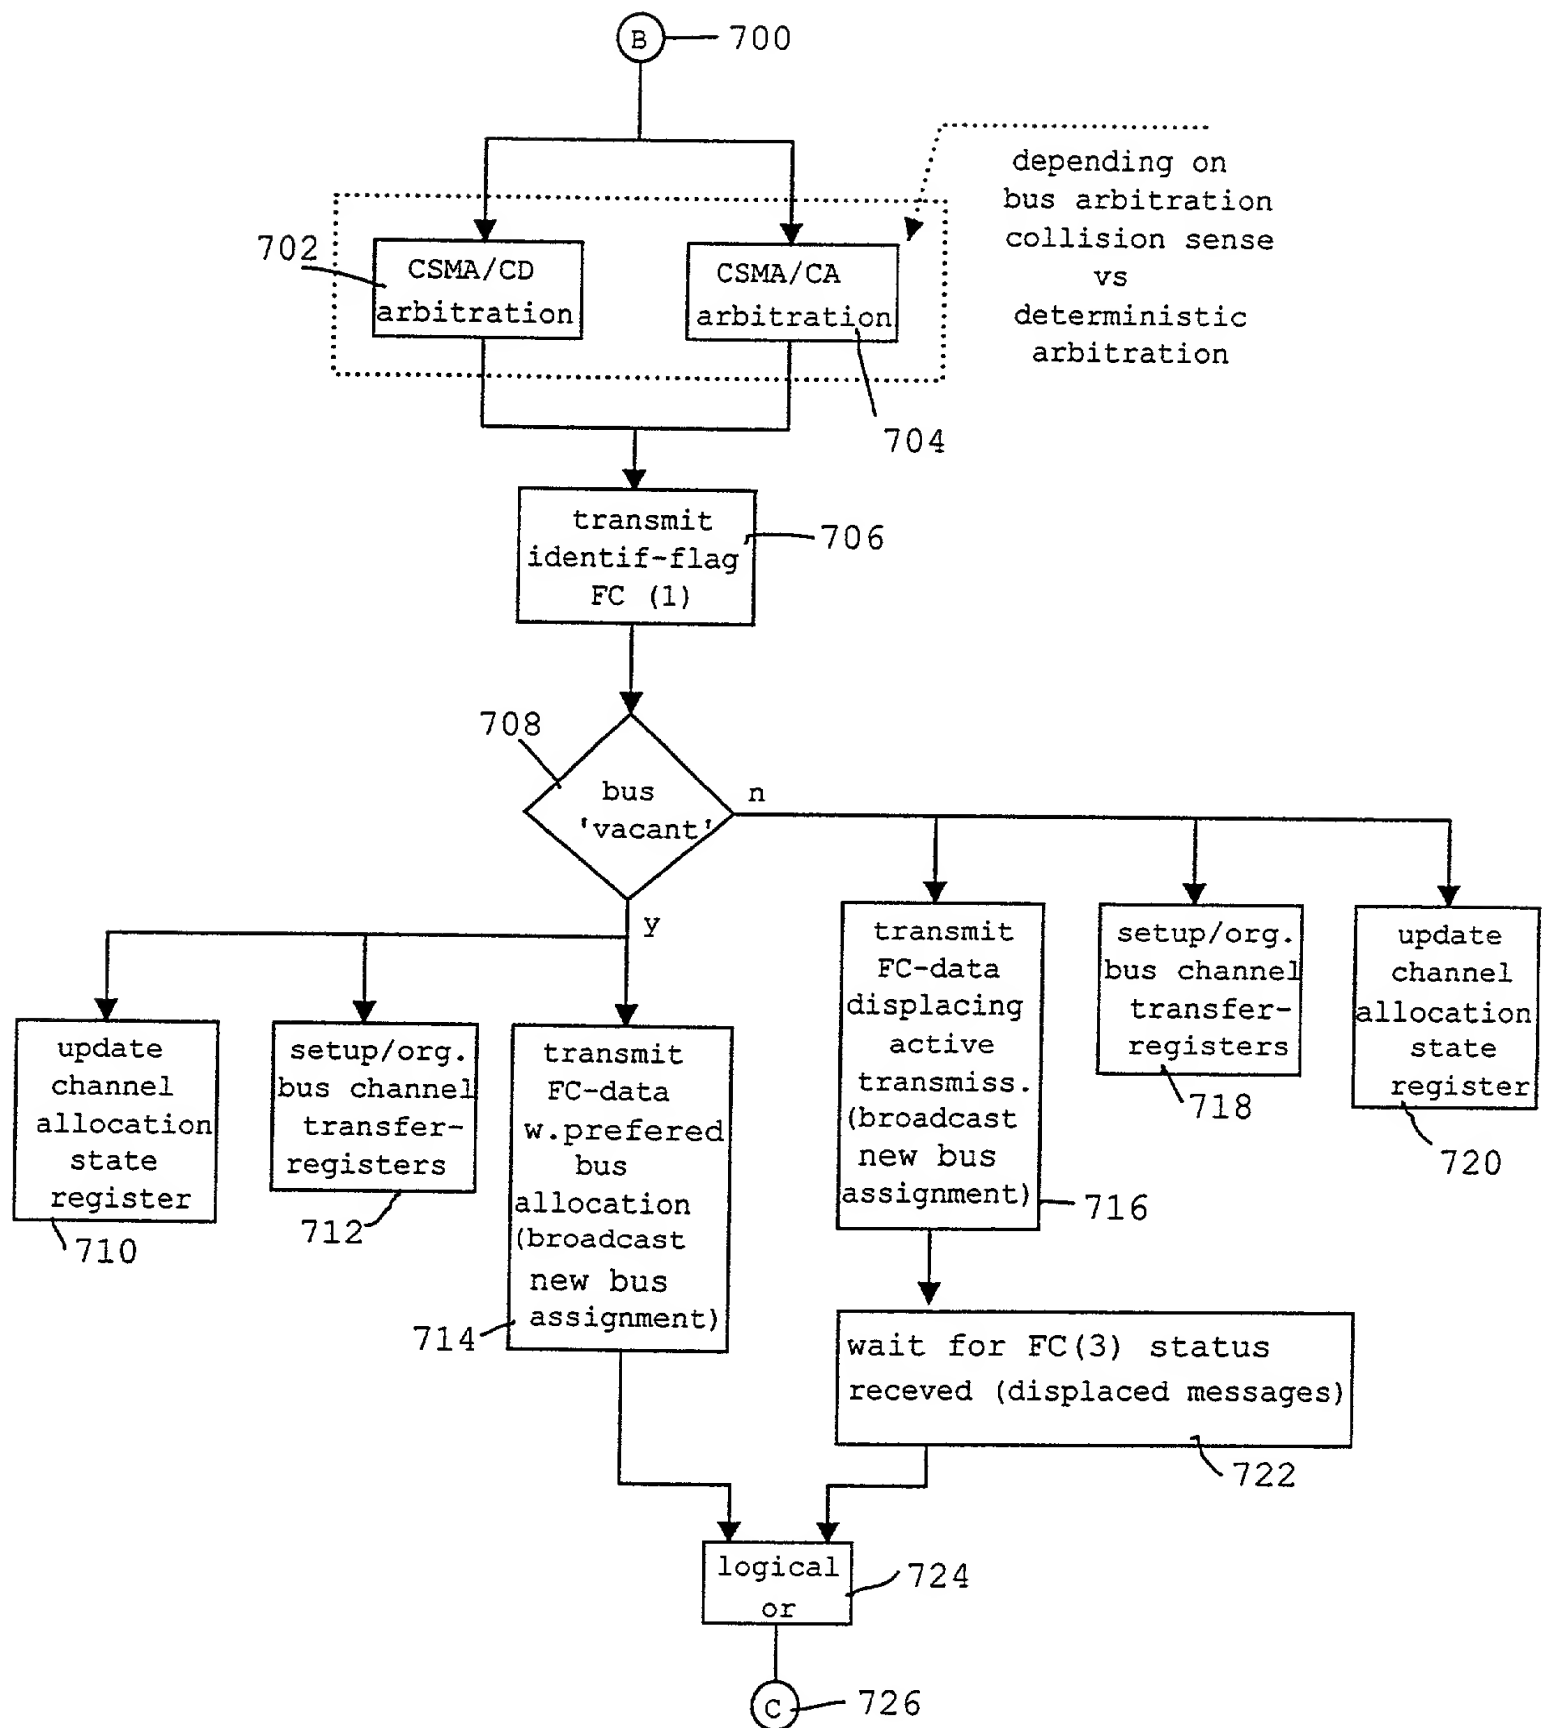 B
700
depending on
bus arbitration
collision sense
vs
deterministic
arbitration
702
CSMA/CD
arbitration
CSMA/CA
arbitration
704
transmit
identif-flag
FC (1)
706
708
bus
'vacant'
n
y
update
channel
allocation
state
register
710
setup/org.
bus channel
transfer-
registers
712
transmit
FC-data
w.prefered
bus
allocation
(broadcast
new bus
assignment)
714
transmit
FC-data
displacing
active
transmiss.
(broadcast
new bus
assignment)
716
setup/org.
bus channel
transfer-
registers
718
update
channel
allocation
state
register
720
wait for FC(3) status
receved (displaced messages)
722
logical
or
724
C
726